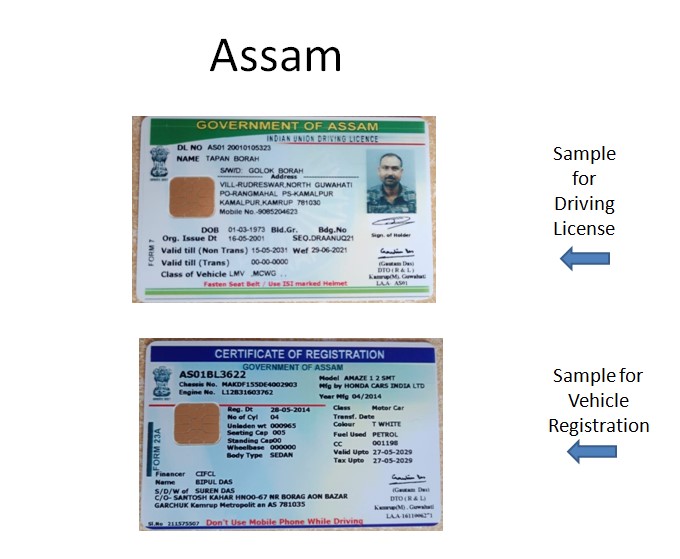 Assam
GOVERNMENT OF ASSAM
INDIAN UNION DRIVING LICENCE
DL NO AS01 20010105323
NAME TAPAN BORAH
S/W/D: GOLOK BORAH
Address
VILL-RUDRESWAR,NORTH GUWAHATI
PO-RANGMAHAL PS-KAMALPUR
KAMALPUR,KAMRUP 781030
Mobile No.-9085204623
DOB 01-03-1973 Bld.Gr. Bdg.No
Org. Issue Dt 16-05-2001 SEO.DRAANUQ21
Sign. of Holder
Valid till (Non Trans) 15-05-2031 Wef 29-06-2021
Valid till (Trans) 00-00-0000
Class of Vehicle LMV ,MCWG . .
Fasten Seat Belt / Use ISI marked Helmet
FORM 7
(Gautam Das)
DTO ( R & L )
Kamrup(M), Guwahati
I,A,A- AS01
Sample
for
Driving
License
CERTIFICATE OF REGISTRATION
GOVERNMENT OF ASSAM
AS01BL3622
Chassis No. MAKDF155DE4002903
Engine No. L12B31603762
Model AMAZE 1 2 SMT
Mfg by HONDA CARS INDIA LTD
Year Mfg 04/2014
Reg. Dt 28-05-2014
No of Cyl 04
Unladen wt 000965
Seating Cap 005
Standing Cap00
Wheelbase 000000
Body Type SEDAN
Class Motor Car
Transf. Date
Colour T WHITE
Fuel Used PETROL
CC 001198
Valid Upto 27-05-2029
Tax Upto 27-05-2029
FORM 23A
Financer CIFCL
Name BIPUL DAS
S/D/W of SUREN DAS
C/O- SANTOSH KAHAR HNO0-67 NR BORAG AON BAZAR
GARCHUK Kamrup Metropolit an AS 781035
(Gautam Das)
DTO ( R & L )
Kamrup(M) , Guwahati
I,A,A-1611006271
Sl.No 211575507 Don't Use Mobile Phone While Driving
Sample for
Vehicle
Registration